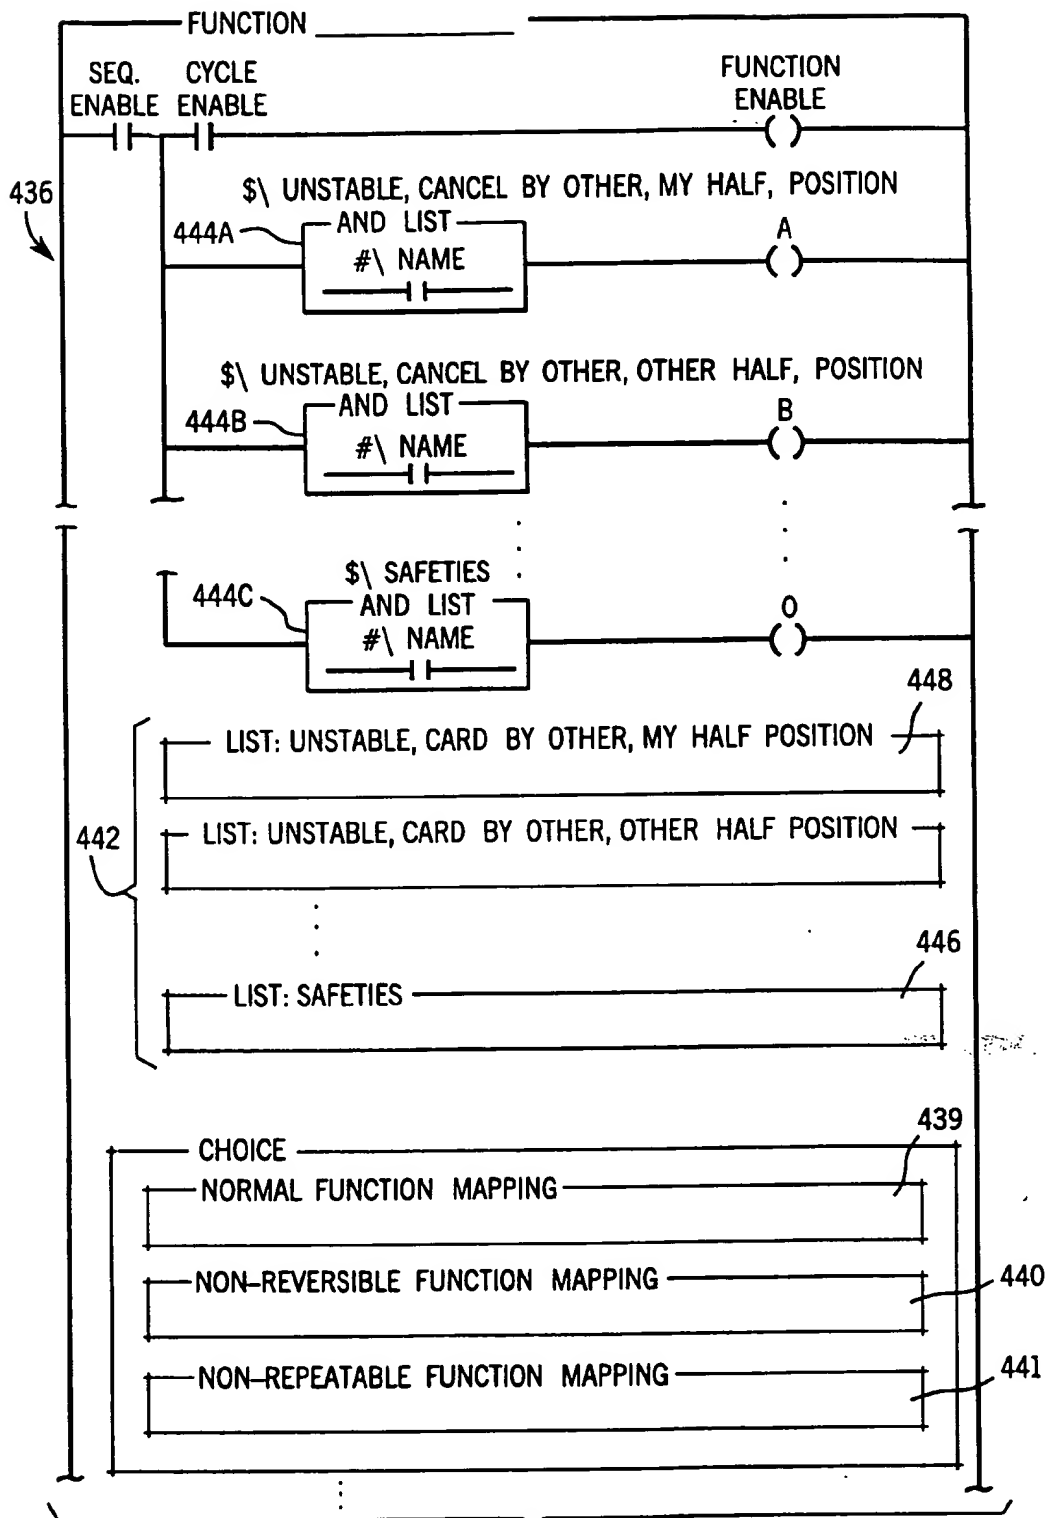 FUNCTION
SEQ. ENABLE
CYCLE ENABLE
FUNCTION ENABLE
436
$\ UNSTABLE, CANCEL BY OTHER, MY HALF, POSITION
444A
AND LIST
#\ NAME
A
$\ UNSTABLE, CANCEL BY OTHER, OTHER HALF, POSITION
444B
AND LIST
#\ NAME
B
$\ SAFETIES
444C
AND LIST
#\ NAME
O
448
LIST: UNSTABLE, CARD BY OTHER, MY HALF POSITION
442
LIST: UNSTABLE, CARD BY OTHER, OTHER HALF POSITION
446
LIST: SAFETIES
439
CHOICE
NORMAL FUNCTION MAPPING
NON-REVERSIBLE FUNCTION MAPPING
440
NON-REPEATABLE FUNCTION MAPPING
441